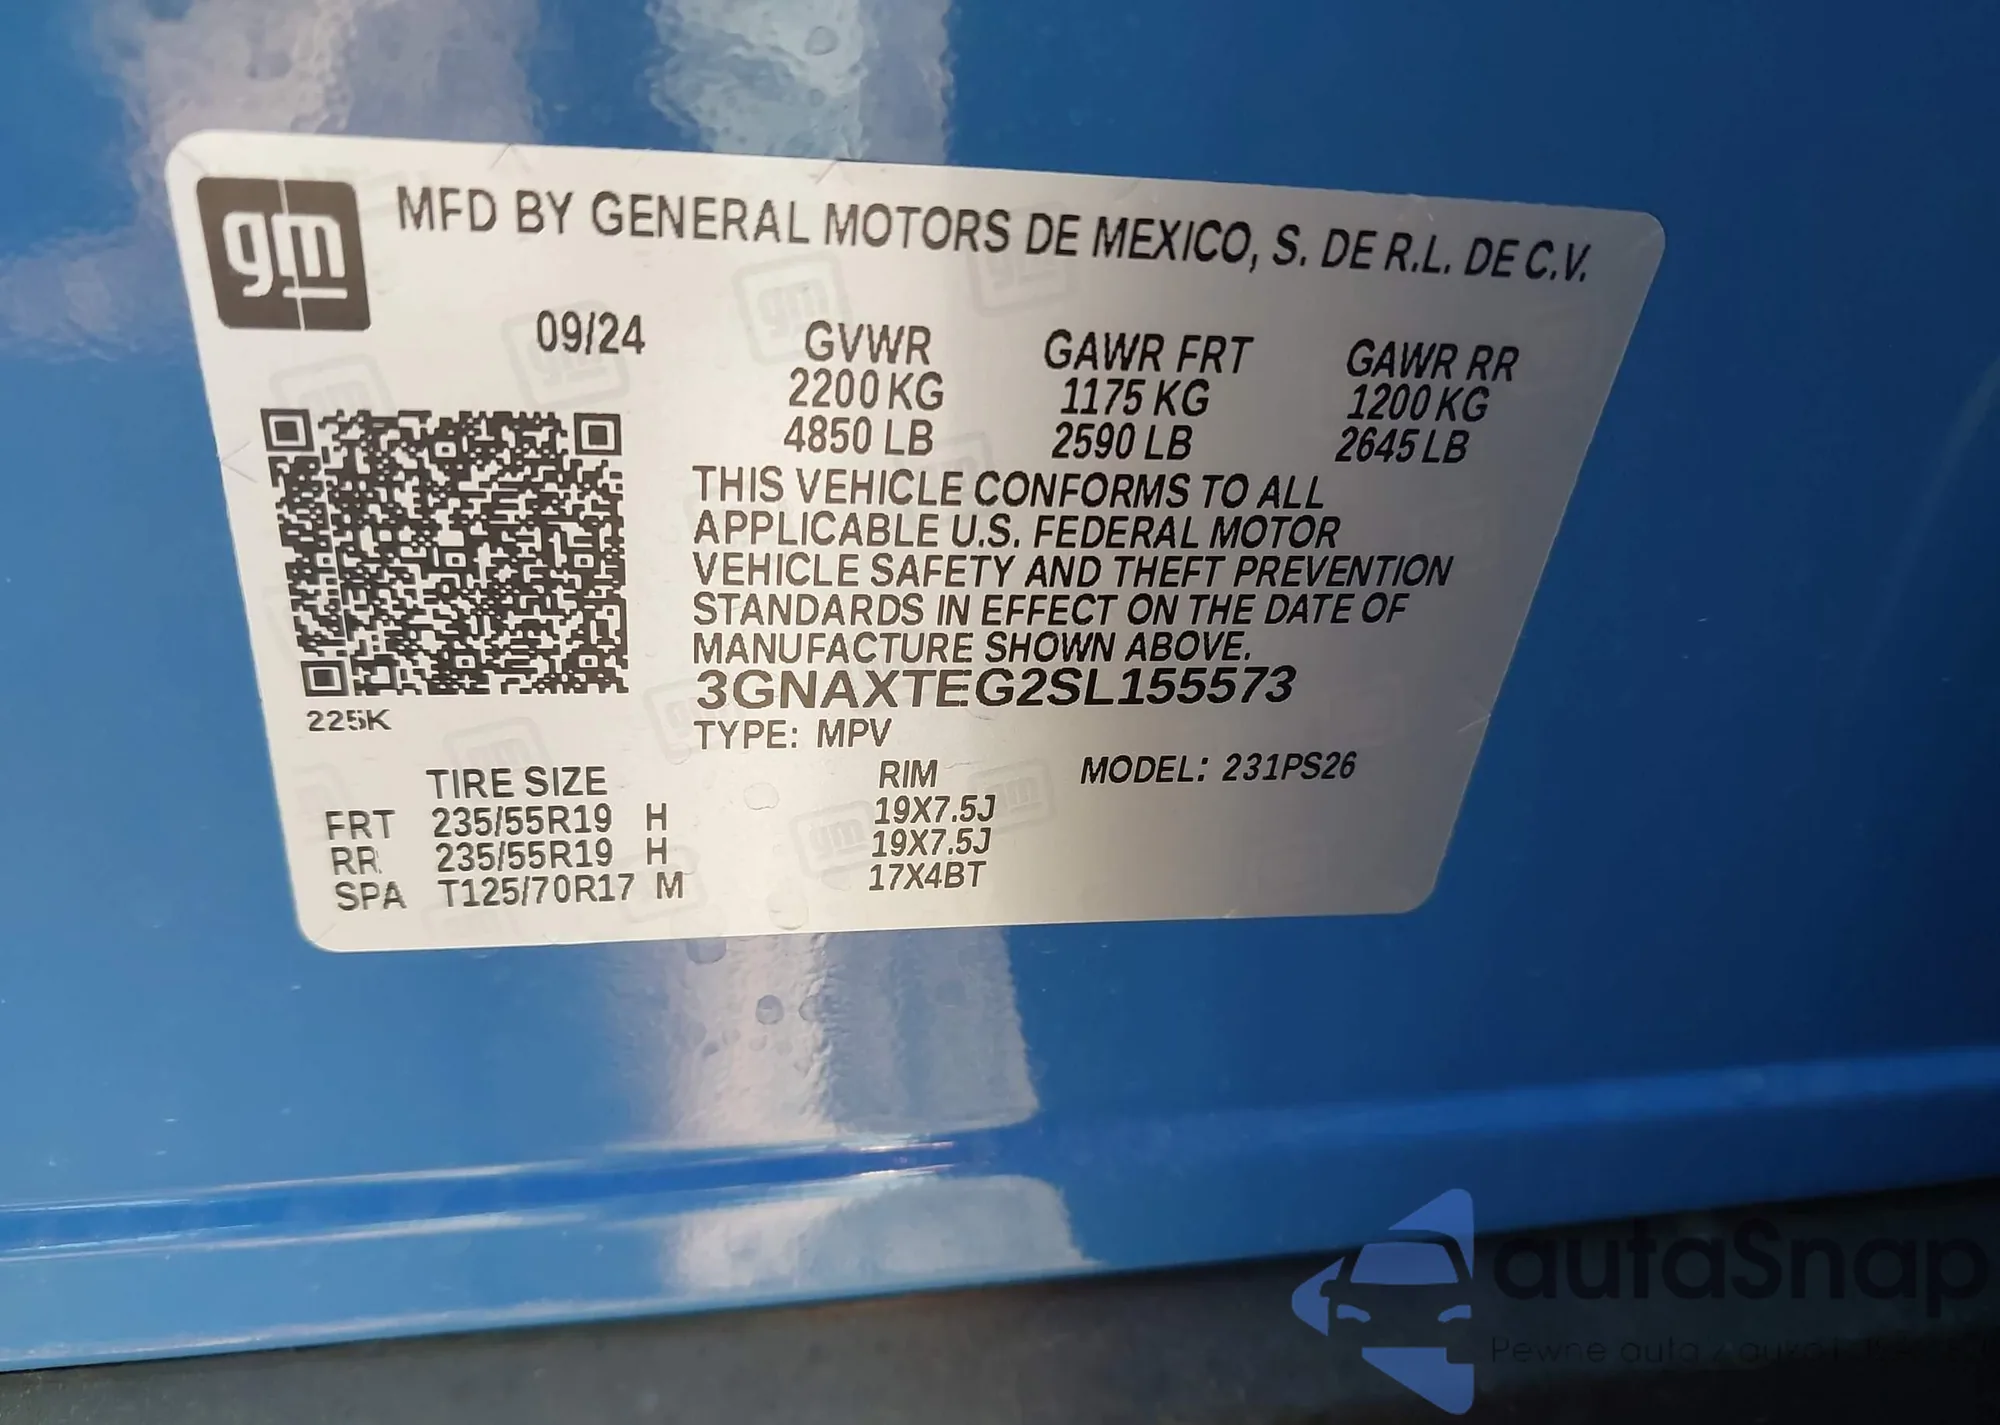 gm
MFD BY GENERAL MOTORS DE MEXICO, S. DE R.L. DE C.V.
09/24 GVWR GAWR FRT GAWR RR
2200 KG 1175 KG 1200 KG
4850 LB 2590 LB 2645 LB
THIS VEHICLE CONFORMS TO ALL
APPLICABLE U.S. FEDERAL MOTOR
VEHICLE SAFETY AND THEFT PREVENTION
STANDARDS IN EFFECT ON THE DATE OF
MANUFACTURE SHOWN ABOVE.
3GNAXTEG2SL155573
225K
TYPE: MPV
TIRE SIZE RIM MODEL: 231PS26
FRT 235/55R19 H 19X7.5J
RR 235/55R19 H 19X7.5J
SPA T125/70R17 M 17X4BT
autaSnap
Pewne auta z